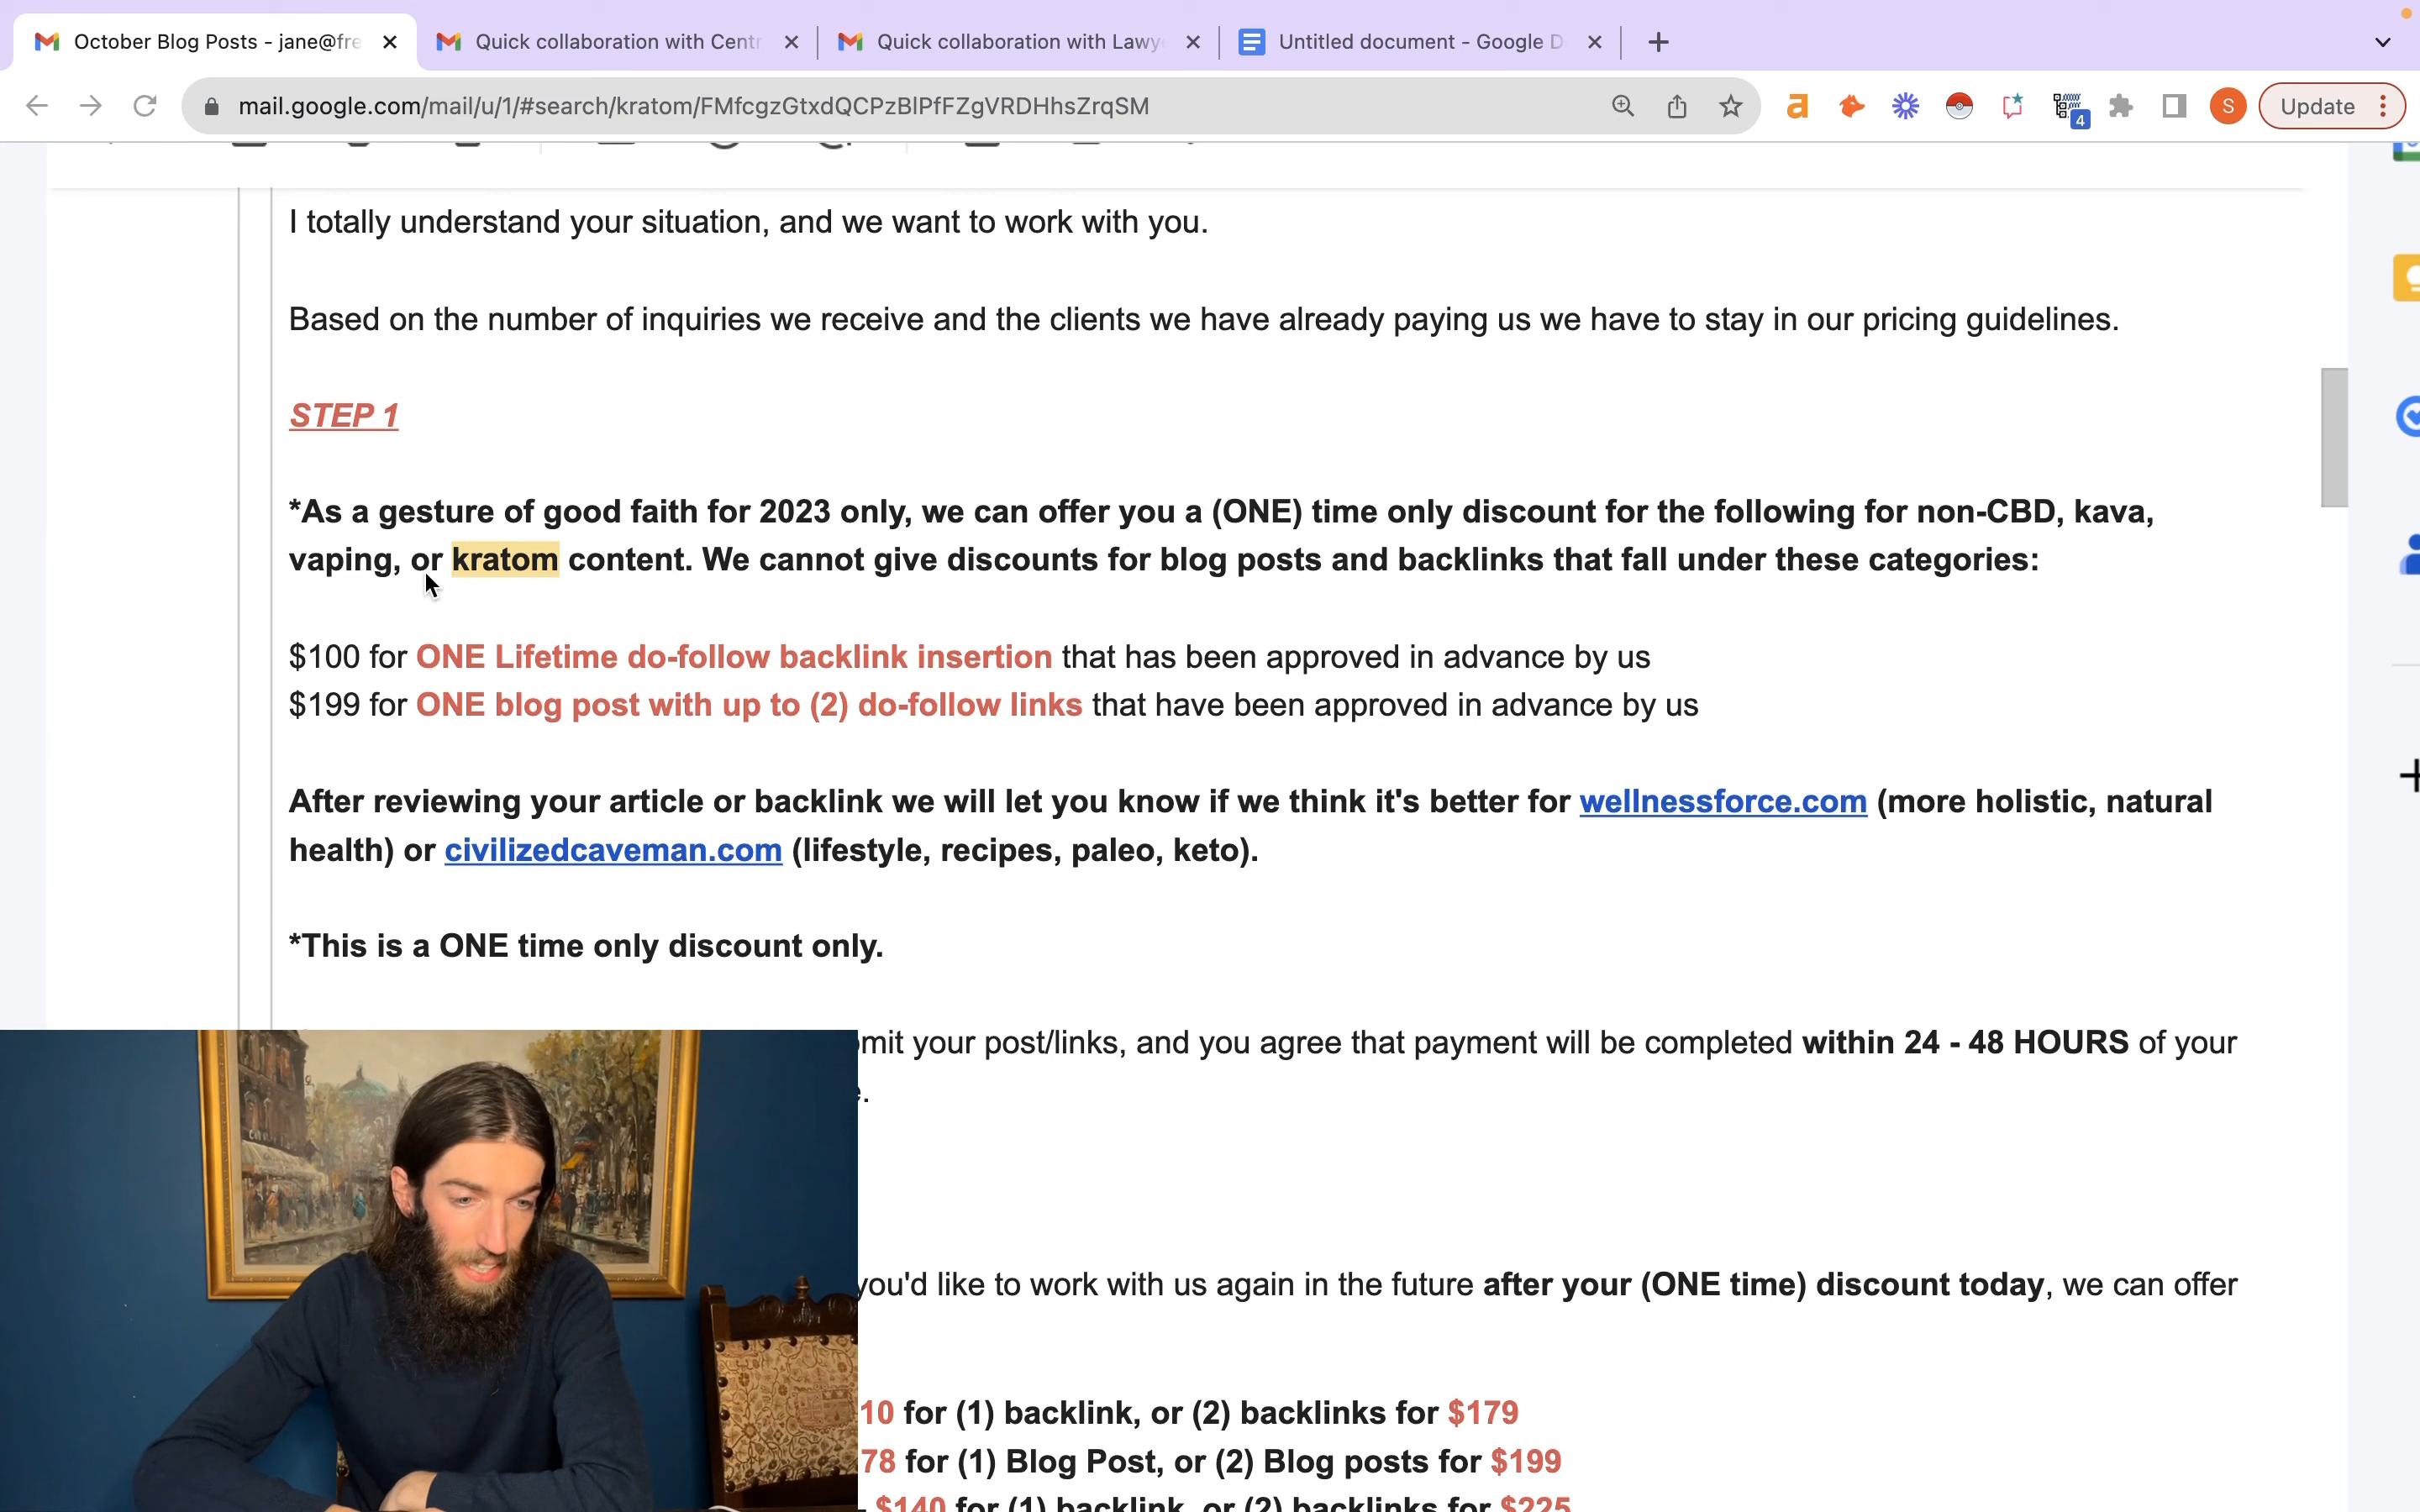 October Blog Posts - jane@fre
Quick collaboration with Centr
Quick collaboration with Lawy
Untitled document - Google D
mail.google.com/mail/u/1/#search/kratom/FMfcgzGtxdQCPzBlPfFZgVRDHhsZrqSM
4
S
Update
I totally understand your situation, and we want to work with you.
Based on the number of inquiries we receive and the clients we have already paying us we have to stay in our pricing guidelines.
STEP 1
*As a gesture of good faith for 2023 only, we can offer you a (ONE) time only discount for the following for non-CBD, kava,
vaping, or kratom content. We cannot give discounts for blog posts and backlinks that fall under these categories:
$100 for ONE Lifetime do-follow backlink insertion that has been approved in advance by us
$199 for ONE blog post with up to (2) do-follow links that have been approved in advance by us
After reviewing your article or backlink we will let you know if we think it's better for wellnessforce.com (more holistic, natural
health) or civilizedcaveman.com (lifestyle, recipes, paleo, keto).
*This is a ONE time only discount only.
mit your post/links, and you agree that payment will be completed within 24 - 48 HOURS of your
you'd like to work with us again in the future after your (ONE time) discount today, we can offer
10 for (1) backlink, or (2) backlinks for $179
78 for (1) Blog Post, or (2) Blog posts for $199
$140 for (1) backlink, or (2) backlinks for $225